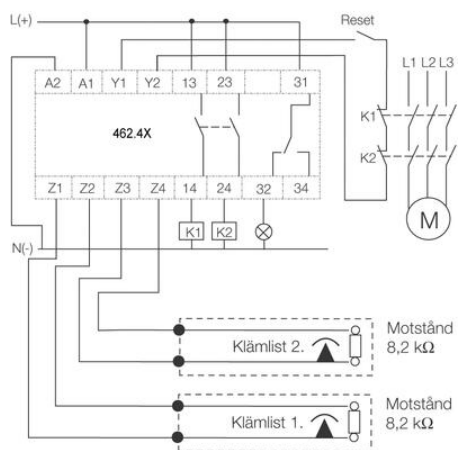 L(+) Reset
L1 L2 L3
A2 A1 Y1 Y2 13 23 31
462.4X
K1
K2
Z1 Z2 Z3 Z4 14 24 32 34
K1 K2
M
N(-)
Klämlist 2.
Motstånd
8,2 kΩ
Klämlist 1.
Motstånd
8,2 kΩ